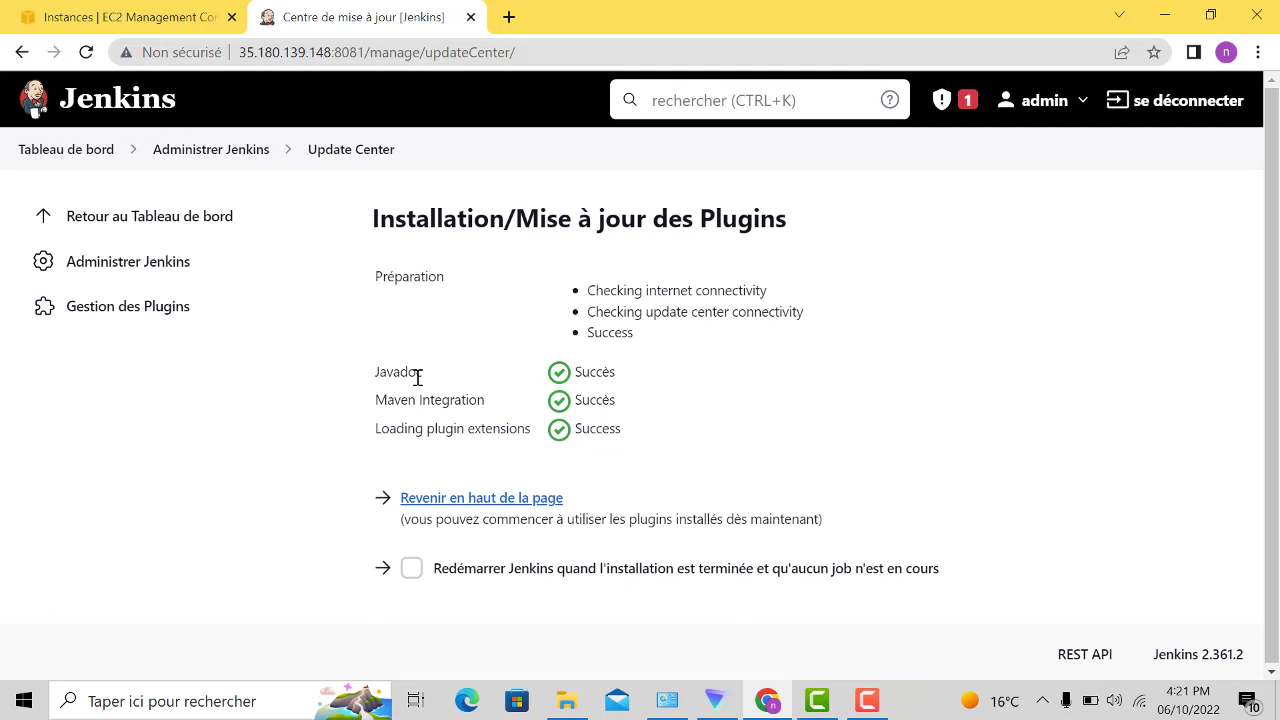 Instances | EC2 Management Co
Centre de mise à jour [Jenkins]
Non sécurisé
35.180.139.148:8081/manage/updateCenter/
n
Jenkins
rechercher (CTRL+K)
1
admin
se déconnecter
Tableau de bord
Administrer Jenkins
Update Center
Retour au Tableau de bord
Administrer Jenkins
Gestion des Plugins
Installation/Mise à jour des Plugins
Préparation
Checking internet connectivity
Checking update center connectivity
Success
Javadoc Succès
Maven Integration Succès
Loading plugin extensions Success
Revenir en haut de la page
(vous pouvez commencer à utiliser les plugins installés dès maintenant)
Redémarrer Jenkins quand l'installation est terminée et qu'aucun job n'est en cours
REST API
Jenkins 2.361.2
Taper ici pour rechercher
n
16°C
4:21 PM
06/10/2022
10